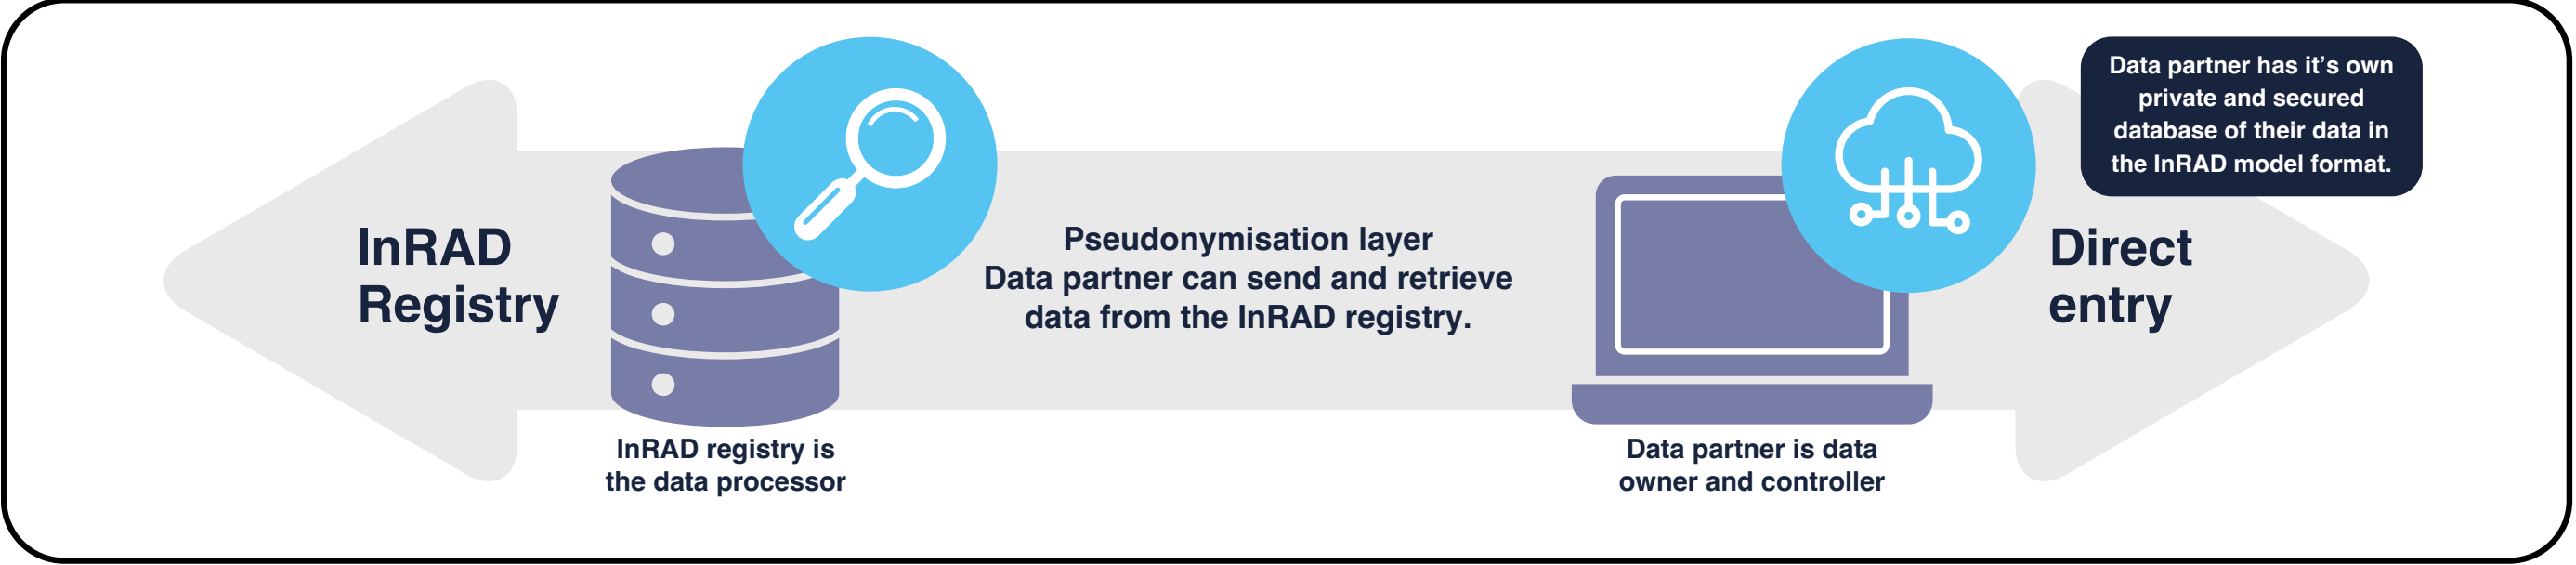 InRAD
Registry
InRAD registry is
the data processor
Pseudonymisation layer
Data partner can send and retrieve
data from the InRAD registry.
Data partner is data
owner and controller
Direct
entry
Data partner has it’s own
private and secured
database of their data in
the InRAD model format.